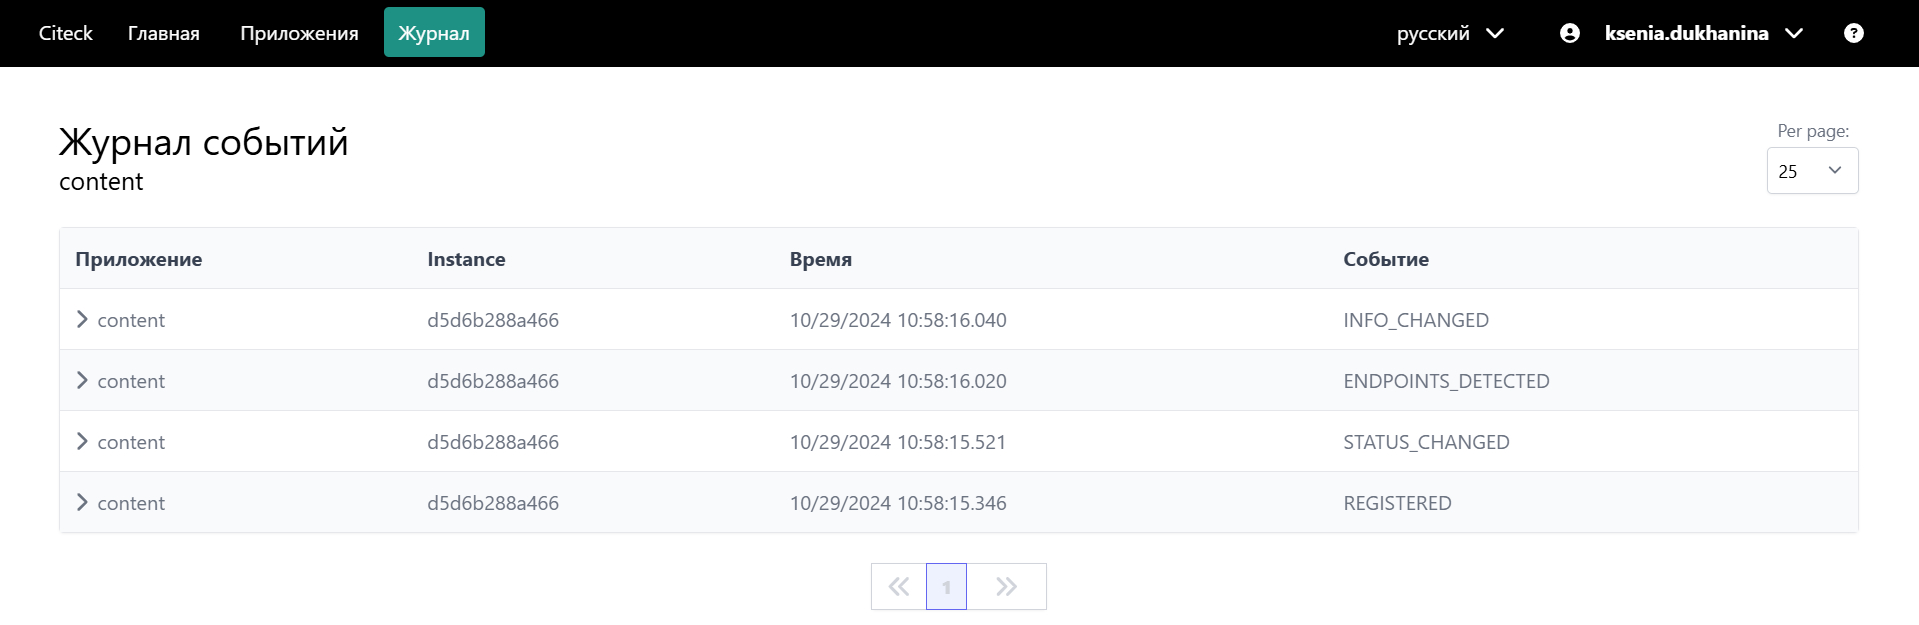 Citeck Главная Приложения Журнал русский ksenia.dukhanina ?
Журнал событий
content
Per page:
25
Приложение Instance Время Событие
content d5d6b288a466 10/29/2024 10:58:16.040 INFO_CHANGED
content d5d6b288a466 10/29/2024 10:58:16.020 ENDPOINTS_DETECTED
content d5d6b288a466 10/29/2024 10:58:15.521 STATUS_CHANGED
content d5d6b288a466 10/29/2024 10:58:15.346 REGISTERED
1